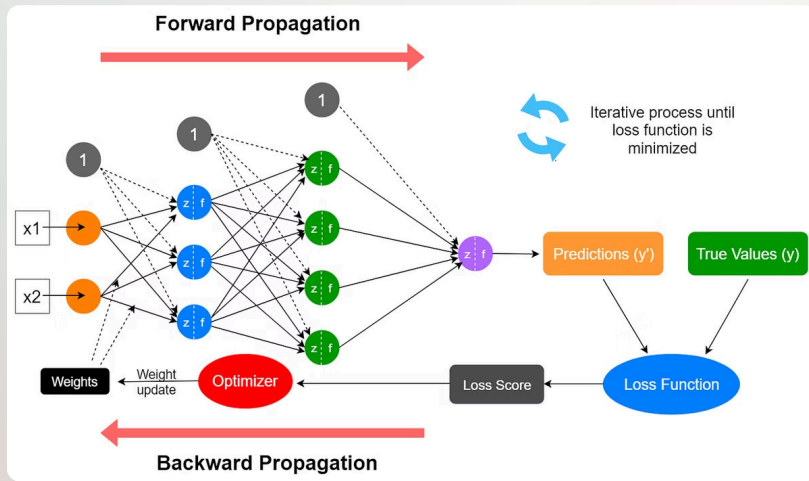 Forward Propagation
1
1
1
Iterative process until
loss function is
minimized
z f
z f
z f
z f
z f
z f
z f
z f
x1
x2
Predictions (y')
True Values (y)
Weights
Weight
update
Optimizer
Loss Score
Loss Function
Backward Propagation